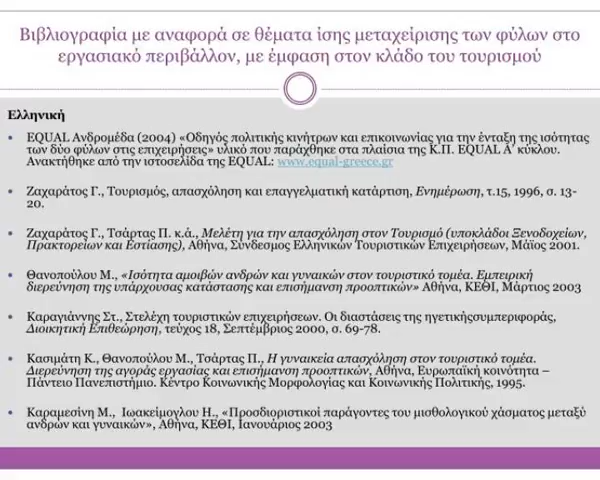 Βιβλιογραφία με αναφορά σε θέματα ίσης μεταχείρισης των φύλων στο
εργασιακό περιβάλλον, με έμφαση στον κλάδο του τουρισμού
Ελληνική
• EQUAL Ανδρομέδα (2004) «Οδηγός πολιτικής κινήτρων και επικοινωνίας για την ένταξη της ισότητας
των δύο φύλων στις επιχειρήσεις» υλικό που παράχθηκε στα πλαίσια της Κ.Π. EQUAL Α΄ κύκλου.
Ανακτήθηκε από την ιστοσελίδα της EQUAL: www.equal-greece.gr
• Ζαχαράτος Γ., Τουρισμός, απασχόληση και επαγγελματική κατάρτιση, Ενημέρωση, τ.15, 1996, σ. 13-
20.
• Ζαχαράτος Γ., Τσάρτας Π. κ.ά., Μελέτη για την απασχόληση στον Τουρισμό (υποκλάδοι Ξενοδοχείων,
Πρακτορείων και Εστίασης), Αθήνα, Σύνδεσμος Ελληνικών Τουριστικών Επιχειρήσεων, Μάϊος 2001.
• Θανοπούλου Μ., «Ισότητα αμοιβών ανδρών και γυναικών στον τουριστικό τομέα. Εμπειρική
διερεύνηση της υπάρχουσας κατάστασης και επισήμανση προοπτικών» Αθήνα, ΚΕΘΙ, Μάρτιος 2003
• Καραγιάννης Στ., Στελέχη τουριστικών επιχειρήσεων. Οι διαστάσεις της ηγετικήςσυμπεριφοράς,
Διοικητική Επιθεώρηση, τεύχος 18, Σεπτέμβριος 2000, σ. 69-78.
• Κασιμάτη Κ., Θανοπούλου Μ., Τσάρτας Π., Η γυναικεία απασχόληση στον τουριστικό τομέα.
Διερεύνηση της αγοράς εργασίας και επισήμανση προοπτικών, Αθήνα, Ευρωπαϊκή κοινότητα –
Πάντειο Πανεπιστήμιο. Κέντρο Κοινωνικής Μορφολογίας και Κοινωνικής Πολιτικής, 1995.
• Καραμεσίνη Μ., Ιωακείμογλου Η., «Προσδιοριστικοί παράγοντες του μισθολογικού χάσματος μεταξύ
ανδρών και γυναικών», Αθήνα, ΚΕΘΙ, Ιανουάριος 2003